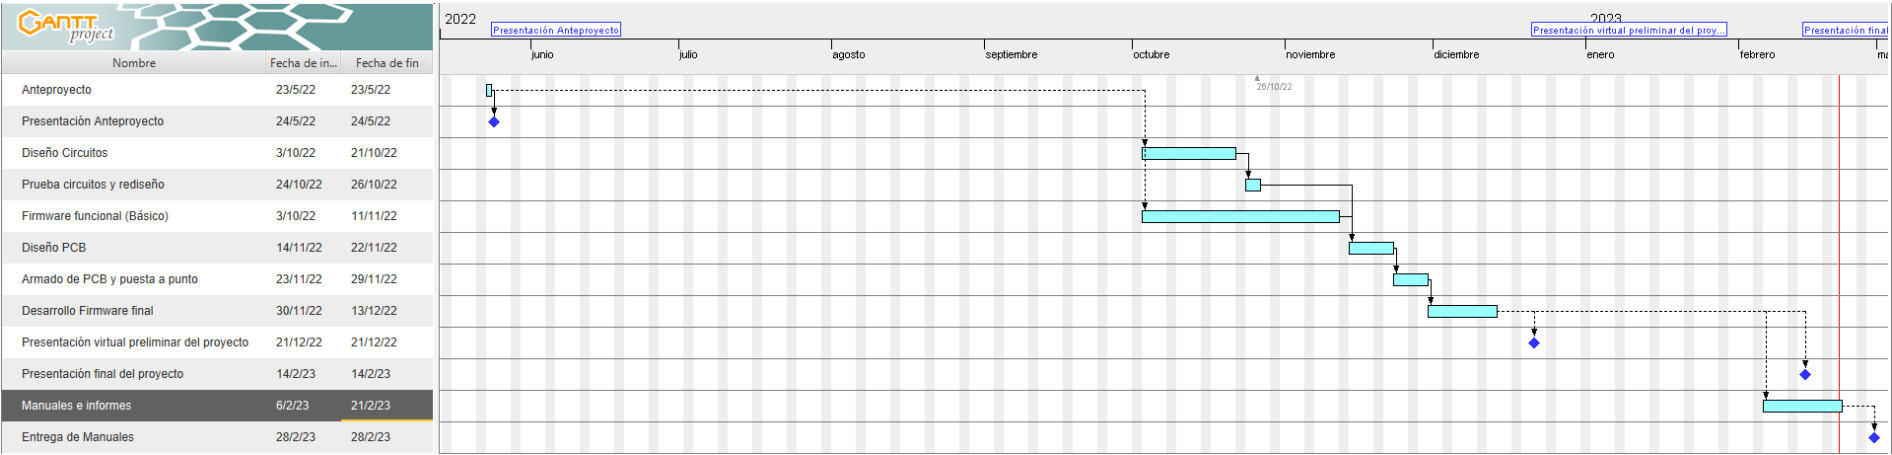 GANTT
project
Nombre Fecha de in... Fecha de fin
Anteproyecto 23/5/22 23/5/22
Presentación Anteproyecto 24/5/22 24/5/22
Diseño Circuitos 3/10/22 21/10/22
Prueba circuitos y rediseño 24/10/22 26/10/22
Firmware funcional (Básico) 3/10/22 11/11/22
Diseño PCB 14/11/22 22/11/22
Armado de PCB y puesta a punto 23/11/22 29/11/22
Desarrollo Firmware final 30/11/22 13/12/22
Presentación virtual preliminar del proyecto 21/12/22 21/12/22
Presentación final del proyecto 14/2/23 14/2/23
Manuales e informes 6/2/23 21/2/23
Entrega de Manuales 28/2/23 28/2/23
2022 2023
Presentación Anteproyecto Presentación virtual preliminar del proy... Presentación final
junio julio agosto septiembre octubre noviembre diciembre enero febrero ma
26/10/22